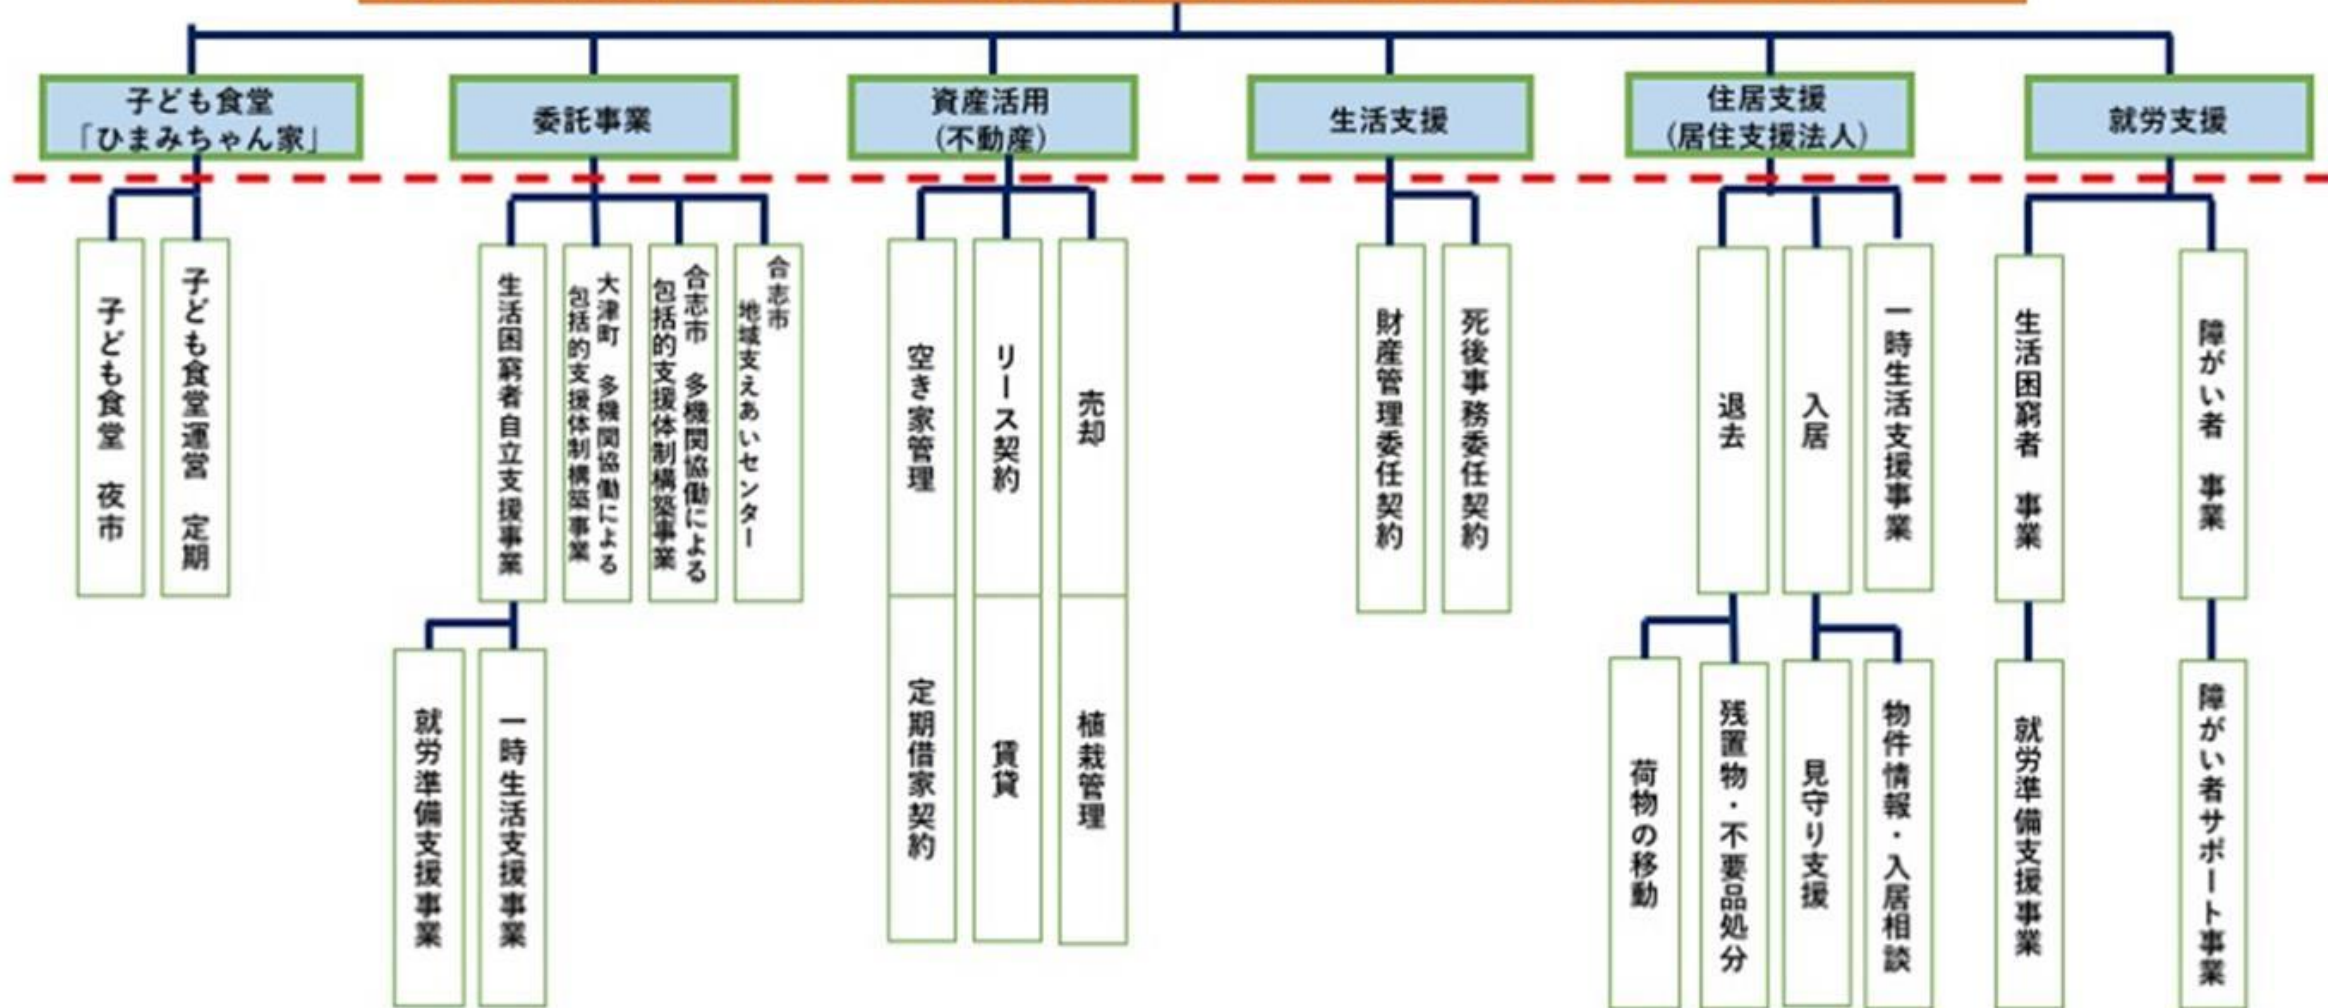 子ども食堂
「ひまみちゃん家」
委託事業
資産活用
(不動産)
生活支援
住居支援
(居住支援法人)
就労支援
子ども食堂　夜市
子ども食堂運営　定期
生活困窮者自立支援事業
大津町　多機関協働による
包括的支援体制構築事業
合志市　多機関協働による
包括的支援体制構築事業
合志市
地域支えあいセンター
空き家管理
リース契約
売却
財産管理委任契約
死後事務委任契約
退去
入居
一時生活支援事業
生活困窮者　事業
障がい者　事業
就労準備支援事業
一時生活支援事業
定期借家契約
賃貸
植栽管理
荷物の移動
残置物・不要品処分
見守り支援
物件情報・入居相談
就労準備支援事業
障がい者サポート事業